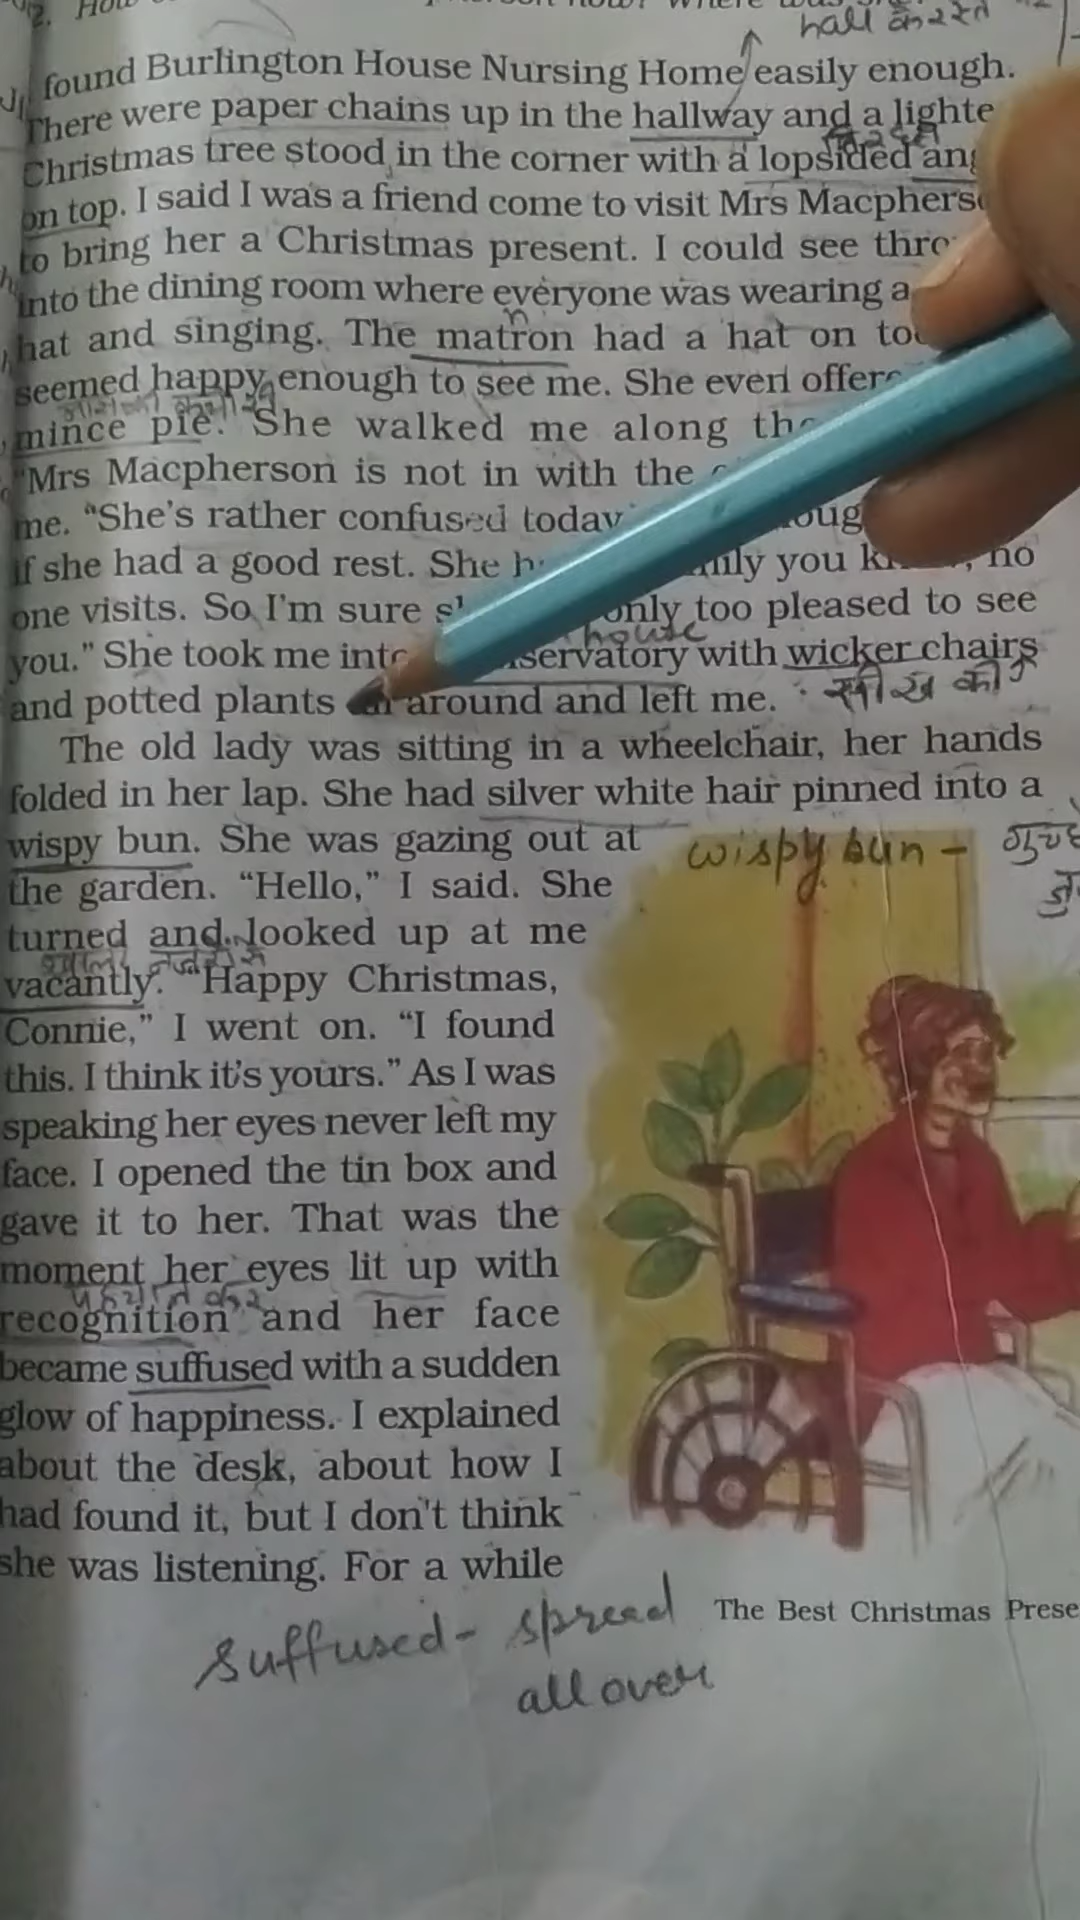 2. How
hall के रस्ते
found Burlington House Nursing Home easily enough.
There were paper chains up in the hallway and a lighte
Christmas tree stood in the corner with a lopsided ang
on top. I said I was a friend come to visit Mrs Macpherso
to bring her a Christmas present. I could see thro
into the dining room where everyone was wearing a
hat and singing. The matron had a hat on to
seemed happy enough to see me. She even offere
mince pie. She walked me along the
"Mrs Macpherson is not in with the
me. "She's rather confused today
if she had a good rest. She h mily you k no
one visits. So I'm sure s only too pleased to see
house
you." She took me into servatory with wicker chairs
and potted plants around and left me.
सीख की
The old lady was sitting in a wheelchair, her hands
folded in her lap. She had silver white hair pinned into a
wispy bun. She was gazing out at
wispy bun -
the garden. "Hello," I said. She
turned and looked up at me
vacantly. "Happy Christmas,
Connie," I went on. "I found
this. I think it's yours." As I was
speaking her eyes never left my
face. I opened the tin box and
gave it to her. That was the
moment her eyes lit up with
पहचान कर
recognition and her face
became suffused with a sudden
glow of happiness. I explained
about the desk, about how I
had found it, but I don't think
she was listening. For a while
The Best Christmas Prese
suffused - spread
all over